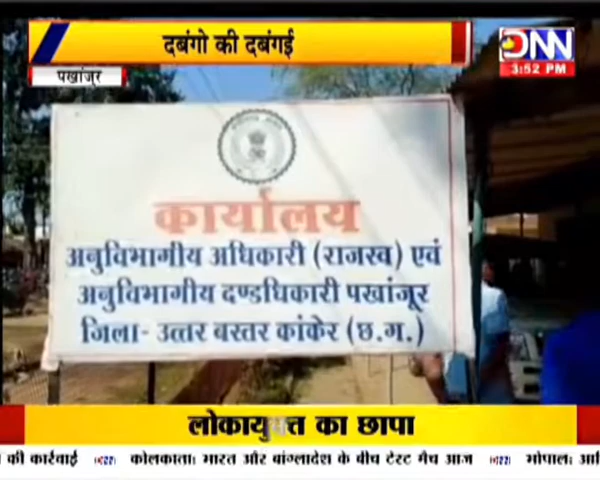 दबंगो की दबंगई
DNN
3:52 PM
पखांजुर
कार्यालय
अनुविभागीय अधिकारी (राजस्व) एवं
अनुविभागीय दण्डधिकारी पखांजूर
जिला- उत्तर बस्तर कांकेर (छ.ग.)
लोकायुक्त का छापा
की कार्रवाई कोलकाता: भारत और बांग्लादेश के बीच टेस्ट मैच आज भोपाल: